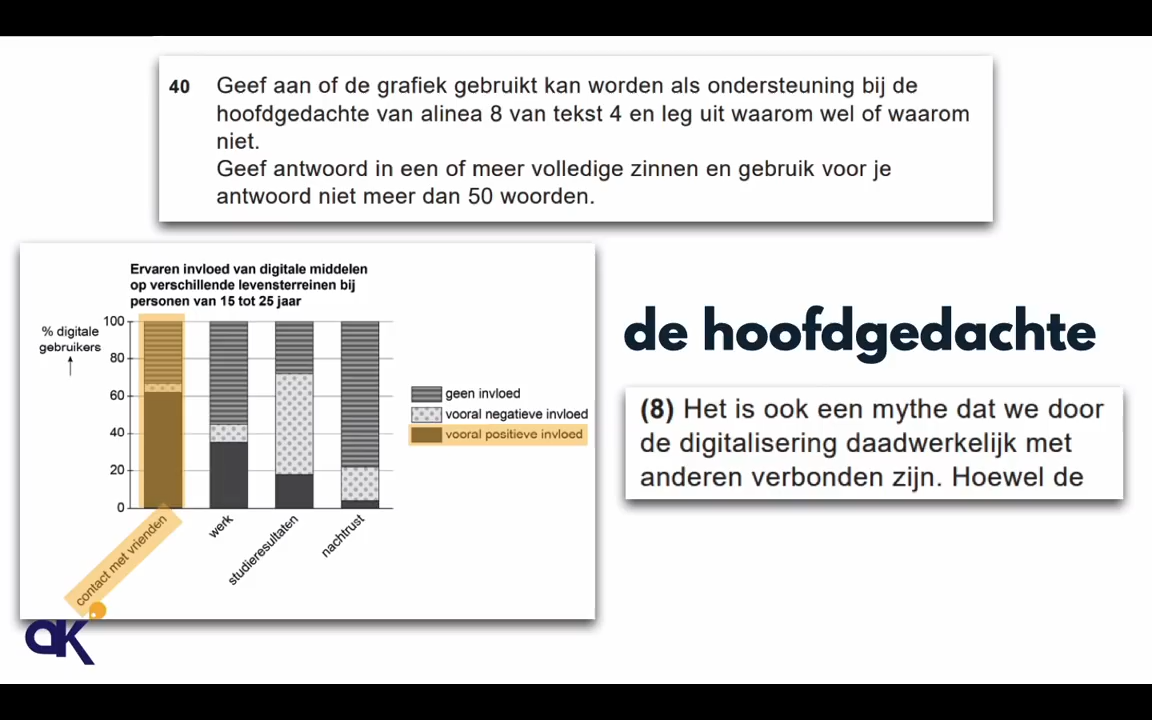 40 Geef aan of de grafiek gebruikt kan worden als ondersteuning bij de
hoofdgedachte van alinea 8 van tekst 4 en leg uit waarom wel of waarom
niet.
Geef antwoord in een of meer volledige zinnen en gebruik voor je
antwoord niet meer dan 50 woorden.
Ervaren invloed van digitale middelen
op verschillende levensterreinen bij
personen van 15 tot 25 jaar
% digitale
gebruikers
100
80
60
40
20
0
contact met vrienden
werk
studieresultaten
nachtrust
geen invloed
vooral negatieve invloed
vooral positieve invloed
de hoofdgedachte
(8) Het is ook een mythe dat we door
de digitalisering daadwerkelijk met
anderen verbonden zijn. Hoewel de
ak